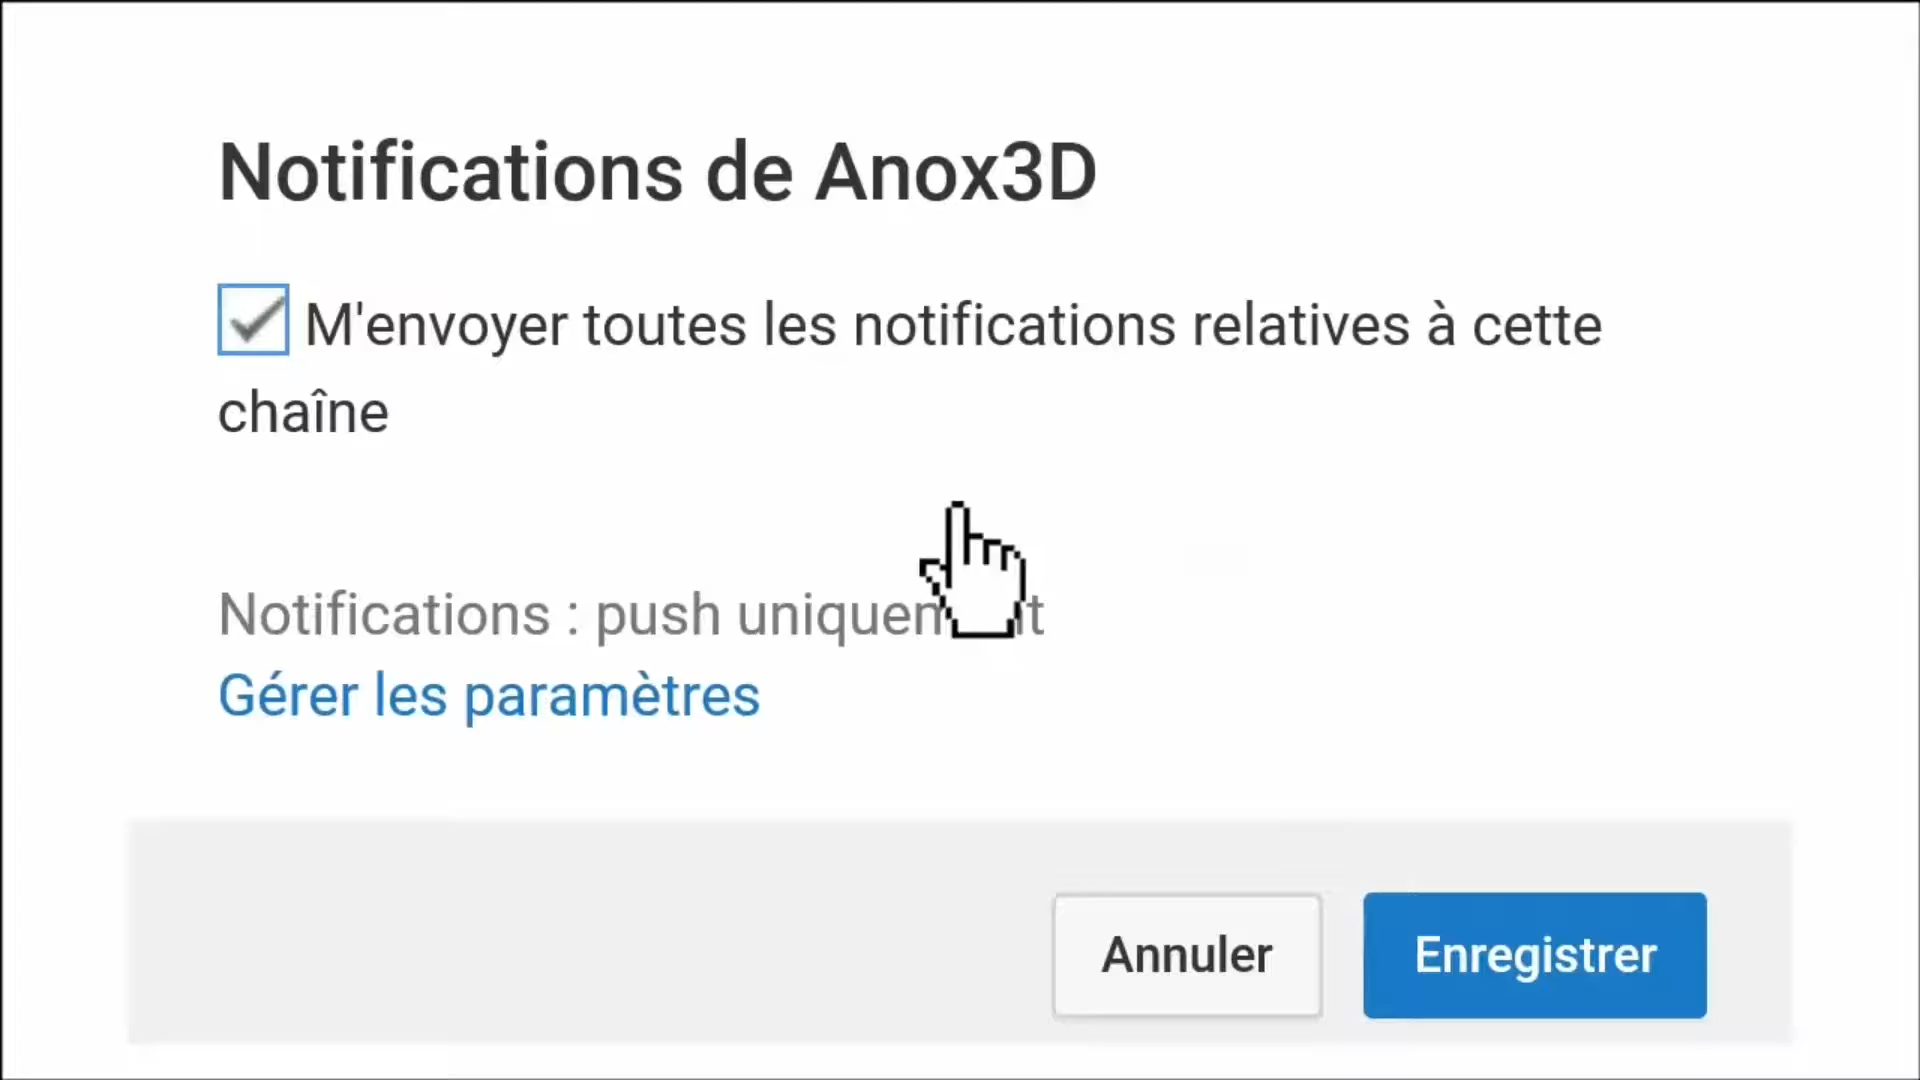 Notifications de Anox3D
M'envoyer toutes les notifications relatives à cette
chaîne
Notifications : push uniquement
Gérer les paramètres
Annuler
Enregistrer